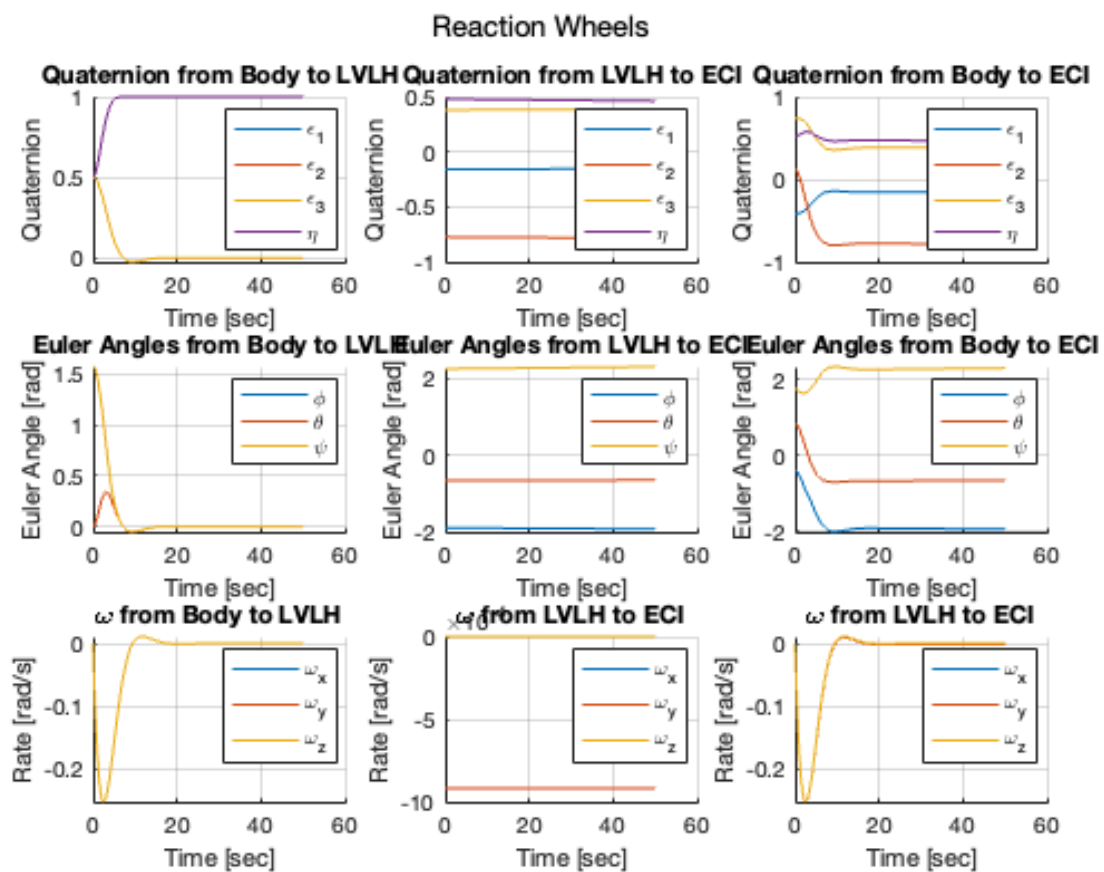 Reaction Wheels
Quaternion from Body to LVLH
Quaternion
1
0.5
0
ϵ1
ϵ2
ϵ3
η
0 20 40 60
Time [sec]
Quaternion from LVLH to ECI
Quaternion
0.5
0
-0.5
-1
ϵ1
ϵ2
ϵ3
η
0 20 40 60
Time [sec]
Quaternion from Body to ECI
Quaternion
1
0
-1
ϵ1
ϵ2
ϵ3
η
0 20 40 60
Time [sec]
Euler Angles from Body to LVLH
Euler Angle [rad]
1.5
1
0.5
0
ϕ
θ
ψ
0 20 40 60
Time [sec]
Euler Angles from LVLH to ECI
Euler Angle [rad]
2
0
-2
ϕ
θ
ψ
0 20 40 60
Time [sec]
Euler Angles from Body to ECI
Euler Angle [rad]
2
0
-2
ϕ
θ
ψ
0 20 40 60
Time [sec]
ω from Body to LVLH
Rate [rad/s]
0
-0.1
-0.2
ωx
ωy
ωz
0 20 40 60
Time [sec]
ω from LVLH to ECI
Rate [rad/s]
×10
0
-5
-10
ωx
ωy
ωz
0 20 40 60
Time [sec]
ω from LVLH to ECI
Rate [rad/s]
0
-0.1
-0.2
ωx
ωy
ωz
0 20 40 60
Time [sec]